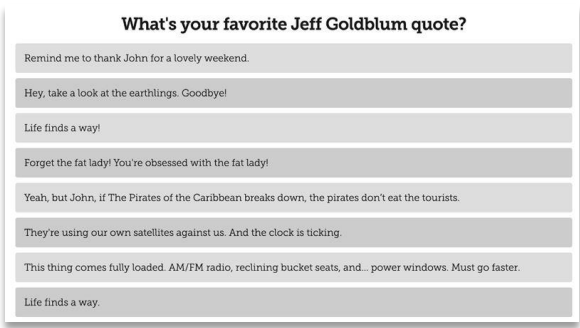 What's your favorite Jeff Goldblum quote?
Remind me to thank John for a lovely weekend.
Hey, take a look at the earthlings. Goodbye!
Life finds a way!
Forget the fat lady! You're obsessed with the fat lady!
Yeah, but John, if The Pirates of the Caribbean breaks down, the pirates don't eat the tourists.
They're using our own satellites against us. And the clock is ticking.
This thing comes fully loaded. AM/FM radio, reclining bucket seats, and... power windows. Must go faster.
Life finds a way.